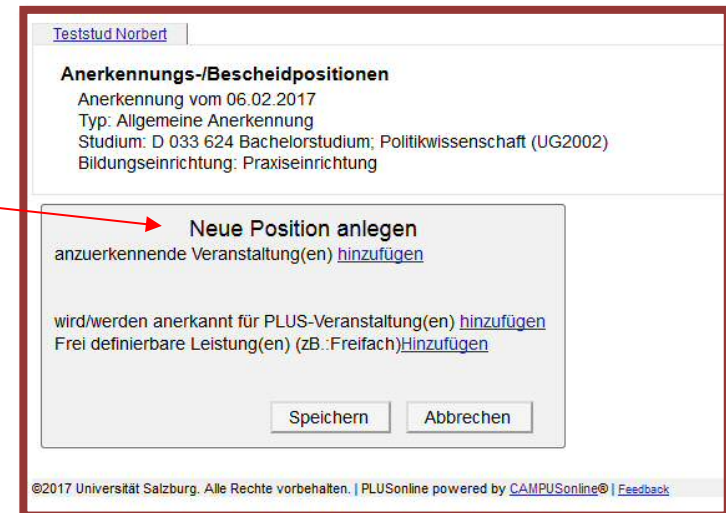 Teststud Norbert
Anerkennungs-/Bescheidpositionen
Anerkennung vom 06.02.2017
Typ: Allgemeine Anerkennung
Studium: D 033 624 Bachelorstudium; Politikwissenschaft (UG2002)
Bildungseinrichtung: Praxiseinrichtung
Neue Position anlegen
anzuerkennende Veranstaltung(en) hinzufügen
wird/werden anerkannt für PLUS-Veranstaltung(en) hinzufügen
Frei definierbare Leistung(en) (zB.:Freifach)Hinzufügen
Speichern Abbrechen
©2017 Universität Salzburg. Alle Rechte vorbehalten. | PLUSonline powered by CAMPUSonline® | Feedback